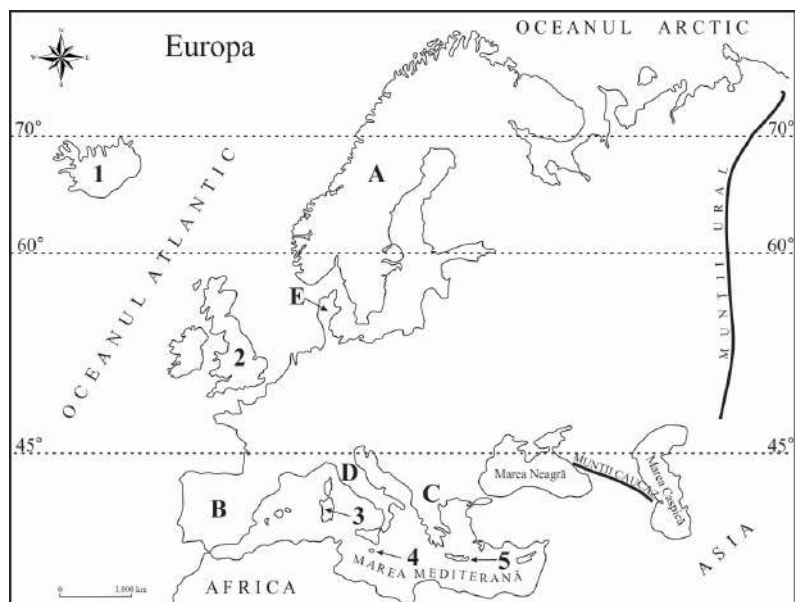 OCEANUL ARCTIC
Europa
70°
70°
1
A
OCEANUL ATLANTIC
MUNȚII URAL
60°
60°
E
2
45°
45°
D
Marea Neagră
MUNȚII CAUCAZ
Marea Caspică
B
C
3
4
5
MAREA MEDITERANĂ
ASIA
AFRICA
0
1.000 km